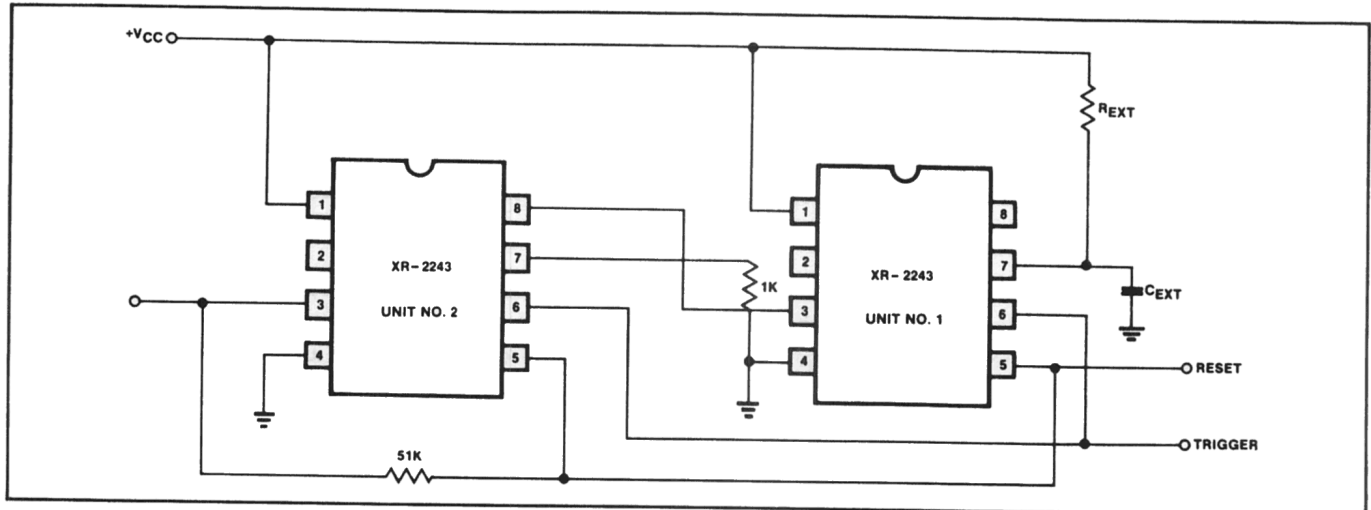 +VCC
REXT
1
8
2
7
XR-2243
3
6
UNIT NO. 2
4
5
1K
1
8
2
7
XR-2243
3
6
UNIT NO. 1
4
5
CEXT
RESET
TRIGGER
51K